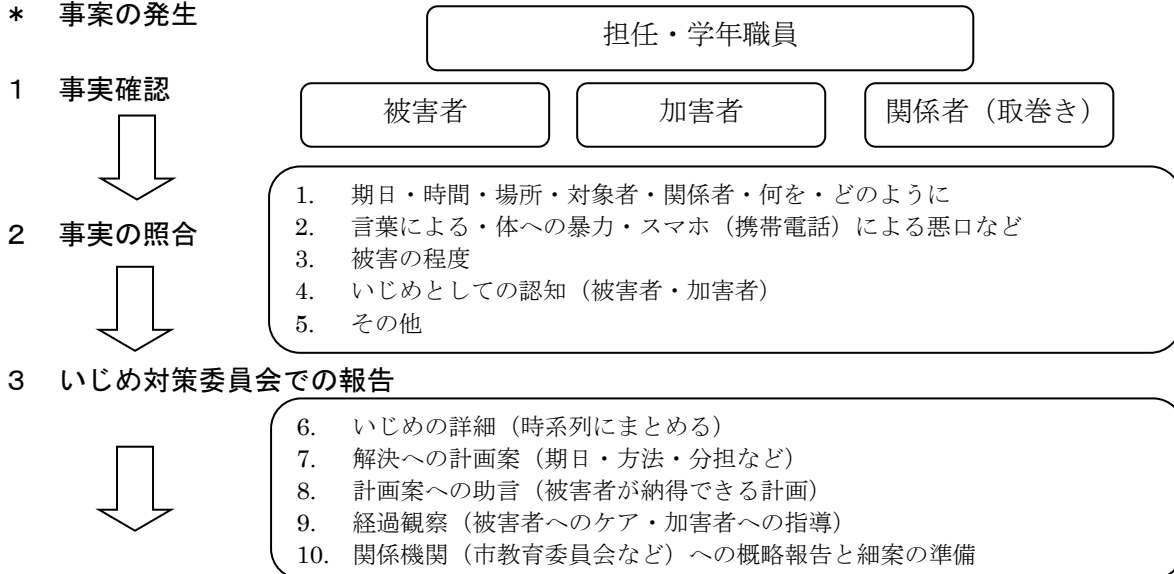 * 事案の発生
担任・学年職員
1 事実確認
被害者
加害者
関係者（取巻き）
1. 期日・時間・場所・対象者・関係者・何を・どのように
2. 言葉による・体への暴力・スマホ（携帯電話）による悪口など
3. 被害の程度
4. いじめとしての認知（被害者・加害者）
5. その他
2 事実の照合
3 いじめ対策委員会での報告
6. いじめの詳細（時系列にまとめる）
7. 解決への計画案（期日・方法・分担など）
8. 計画案への助言（被害者が納得できる計画）
9. 経過観察（被害者へのケア・加害者への指導）
10. 関係機関（市教育委員会など）への概略報告と細案の準備